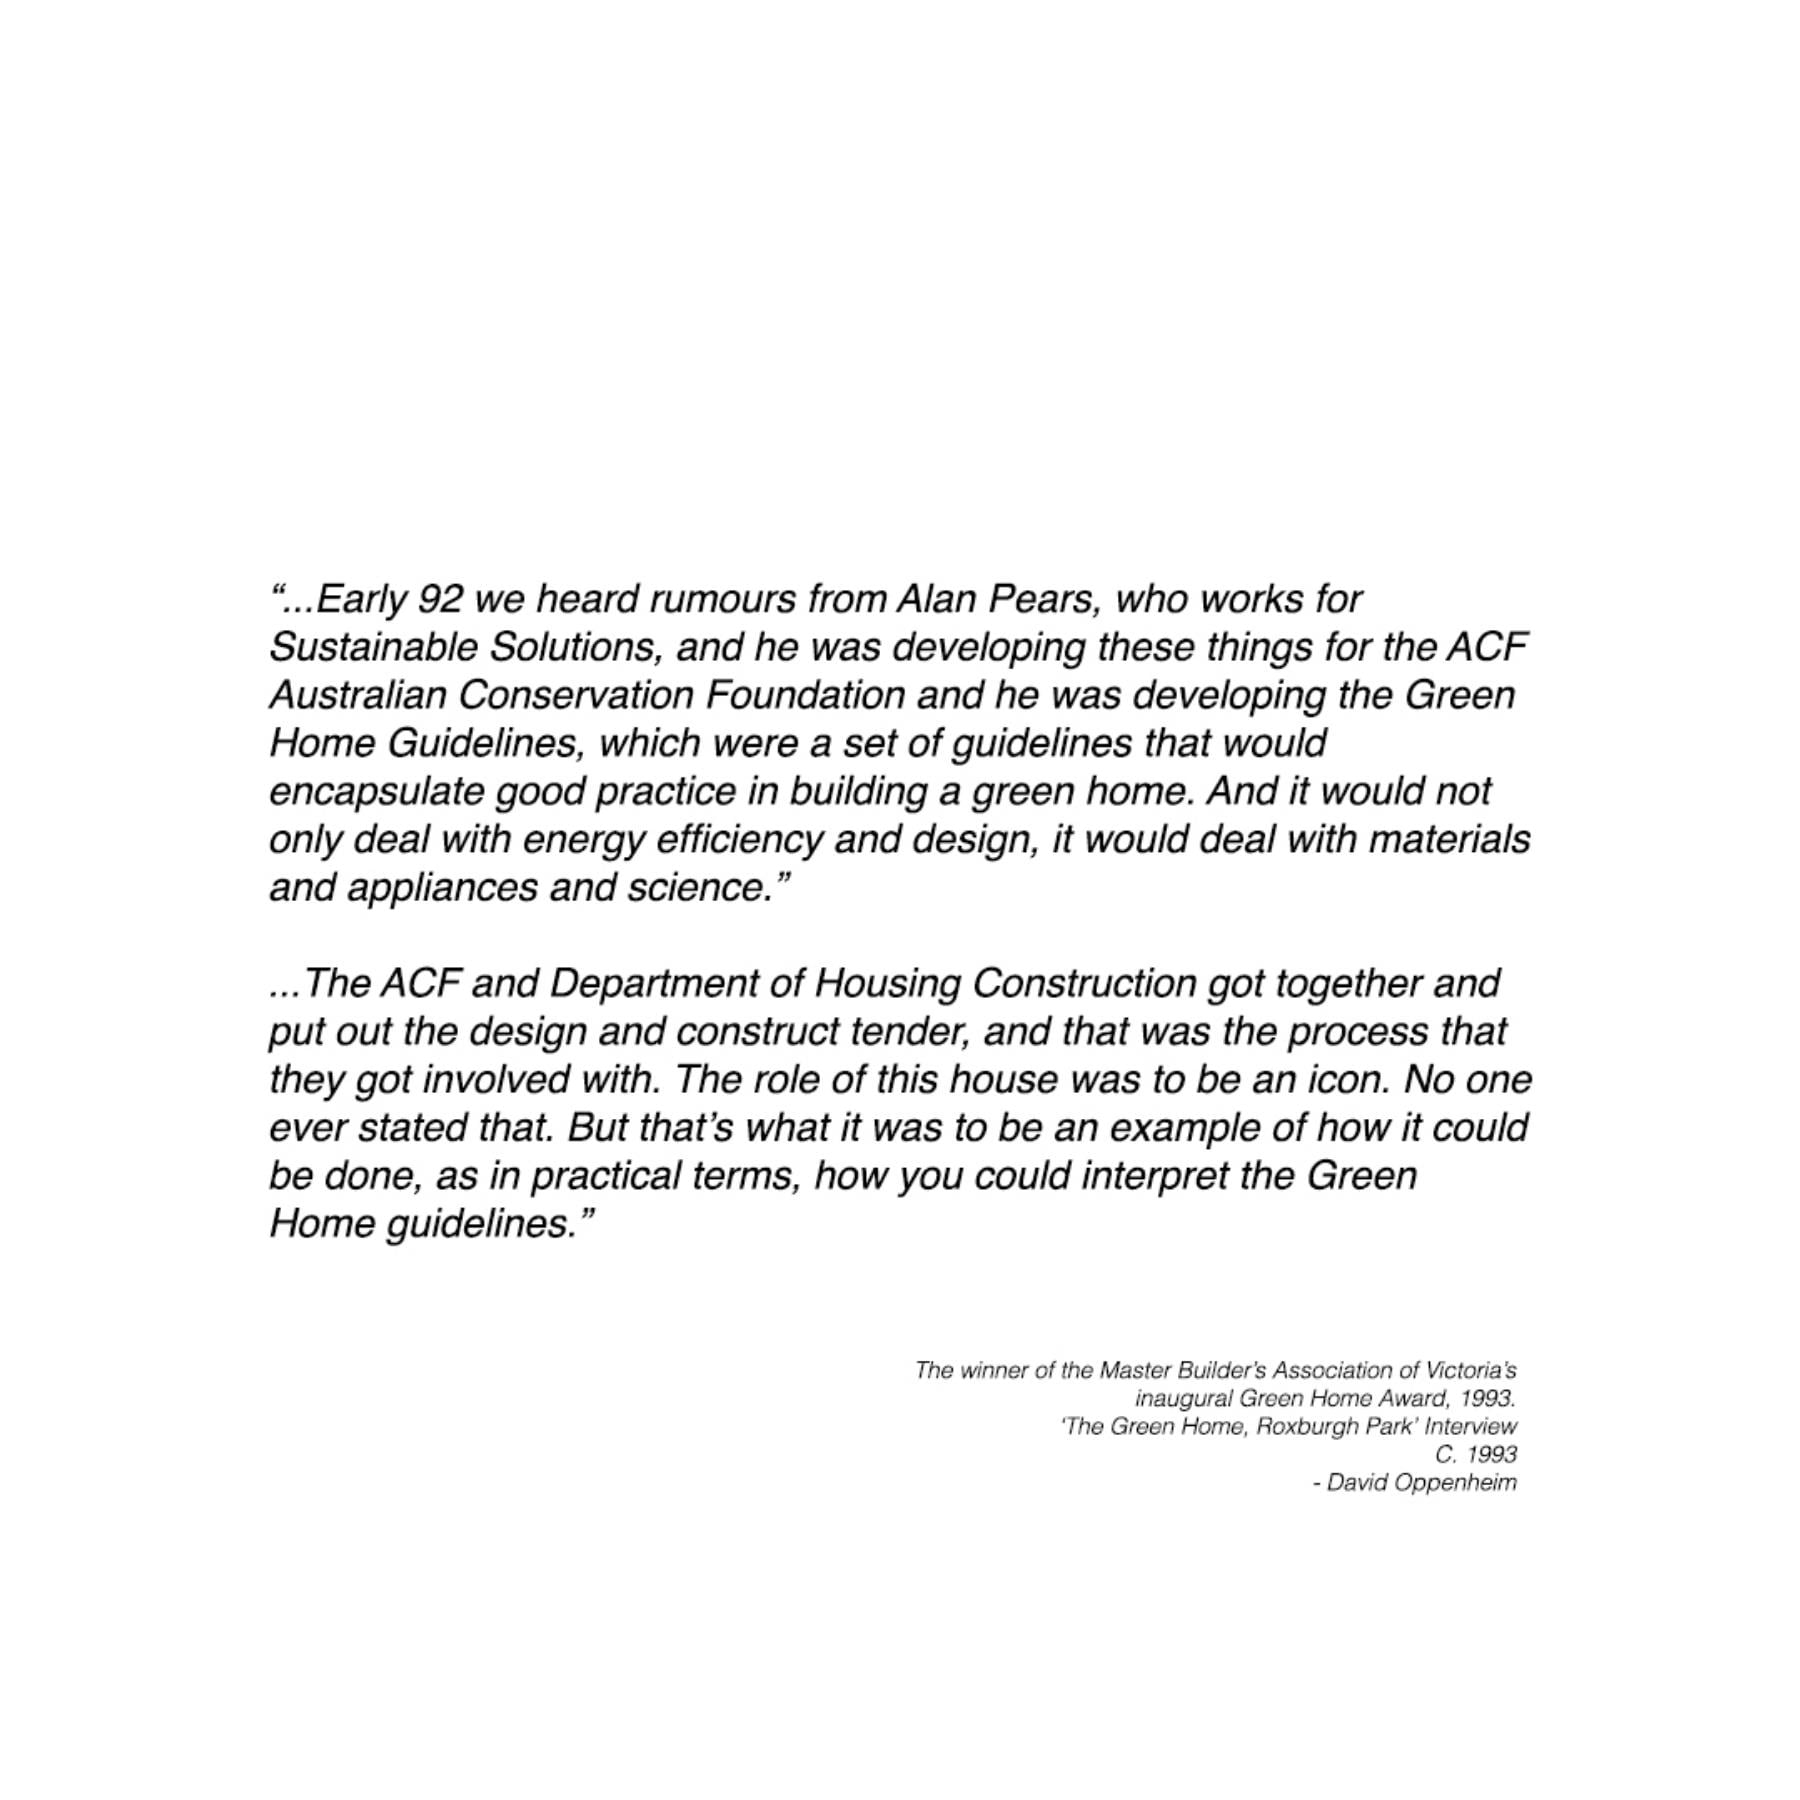 “...Early 92 we heard rumours from Alan Pears, who works for
Sustainable Solutions, and he was developing these things for the ACF
Australian Conservation Foundation and he was developing the Green
Home Guidelines, which were a set of guidelines that would
encapsulate good practice in building a green home. And it would not
only deal with energy efficiency and design, it would deal with materials
and appliances and science.”
...The ACF and Department of Housing Construction got together and
put out the design and construct tender, and that was the process that
they got involved with. The role of this house was to be an icon. No one
ever stated that. But that’s what it was to be an example of how it could
be done, as in practical terms, how you could interpret the Green
Home guidelines.”
The winner of the Master Builder’s Association of Victoria’s
inaugural Green Home Award, 1993.
‘The Green Home, Roxburgh Park’ Interview
C. 1993
- David Oppenheim